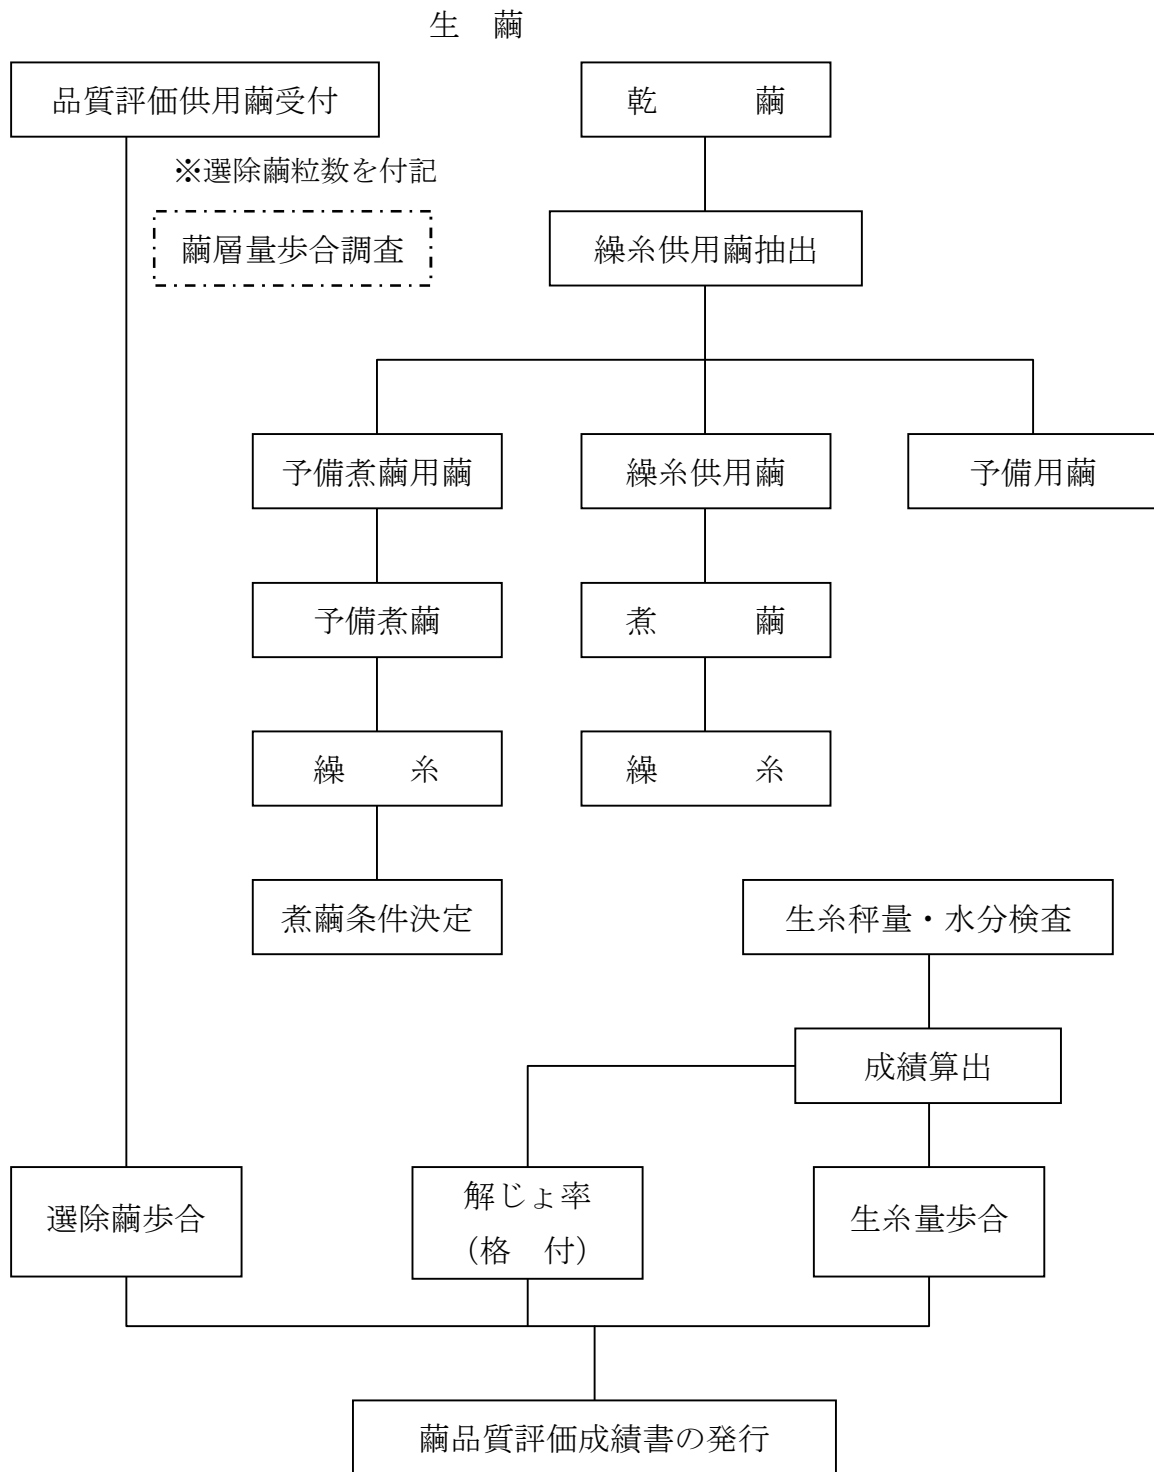 生　繭
品質評価供用繭受付
乾　　　繭
※選除繭粒数を付記
繭層量歩合調査
繰糸供用繭抽出
予備煮繭用繭
繰糸供用繭
予備用繭
予備煮繭
煮　　　繭
繰　　糸
繰　　　糸
煮繭条件決定
生糸秤量・水分検査
成績算出
選除繭歩合
解じょ率
（格　付）
生糸量歩合
繭品質評価成績書の発行